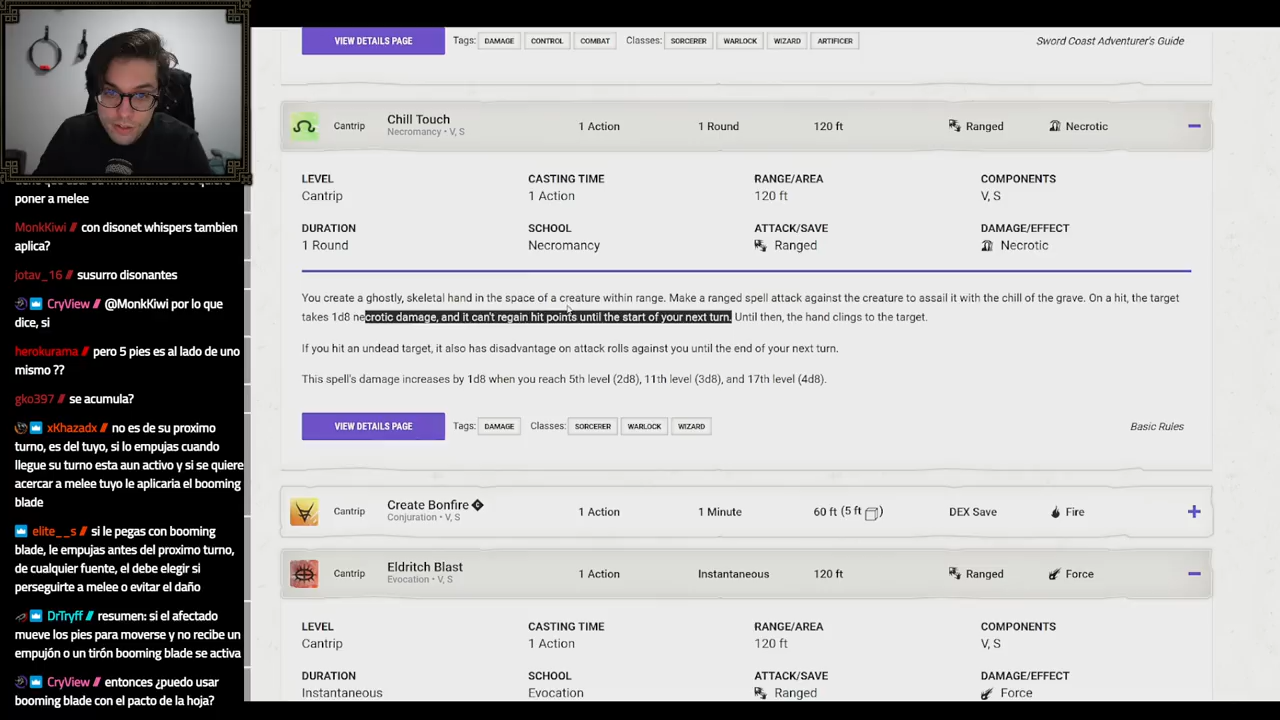 VIEW DETAILS PAGE Tags: DAMAGE CONTROL COMBAT Classes: SORCERER WARLOCK WIZARD ARTIFICER Sword Coast Adventurer's Guide
Cantrip Chill Touch 1 Action 1 Round 120 ft Ranged Necrotic
Necromancy • V, S
LEVEL CASTING TIME RANGE/AREA COMPONENTS
Cantrip 1 Action 120 ft V, S
DURATION SCHOOL ATTACK/SAVE DAMAGE/EFFECT
1 Round Necromancy Ranged Necrotic
You create a ghostly, skeletal hand in the space of a creature within range. Make a ranged spell attack against the creature to assail it with the chill of the grave. On a hit, the target
takes 1d8 necrotic damage, and it can't regain hit points until the start of your next turn. Until then, the hand clings to the target.
If you hit an undead target, it also has disadvantage on attack rolls against you until the end of your next turn.
This spell's damage increases by 1d8 when you reach 5th level (2d8), 11th level (3d8), and 17th level (4d8).
VIEW DETAILS PAGE Tags: DAMAGE Classes: SORCERER WARLOCK WIZARD Basic Rules
Cantrip Create Bonfire 1 Action 1 Minute 60 ft (5 ft) DEX Save Fire
Conjuration • V, S
Cantrip Eldritch Blast 1 Action Instantaneous 120 ft Ranged Force
Evocation • V, S
LEVEL CASTING TIME RANGE/AREA COMPONENTS
Cantrip 1 Action 120 ft V, S
DURATION SCHOOL ATTACK/SAVE DAMAGE/EFFECT
Instantaneous Evocation Ranged Force
poner a melee
MonkKiwi // con disonet whispers tambien
aplica?
jotav_16 // susurro disonantes
CryView // @MonkKiwi por lo que
dice, si
herokurama // pero 5 pies es al lado de uno
mismo ??
gko397 // se acumula?
xKhazadx // no es de su proximo
turno, es del tuyo, si lo empujas cuando
llegue su turno esta aun activo y si se quiere
acercar a melee tuyo le aplicaria el booming
blade
elite__s // si le pegas con booming
blade, le empujas antes del proximo turno,
de cualquier fuente, el debe elegir si
perseguirte a melee o evitar el daño
DrTryff // resumen: si el afectado
mueve los pies para moverse y no recibe un
empujón o un tirón booming blade se activa
CryView // entonces ¿puedo usar
booming blade con el pacto de la hoja?